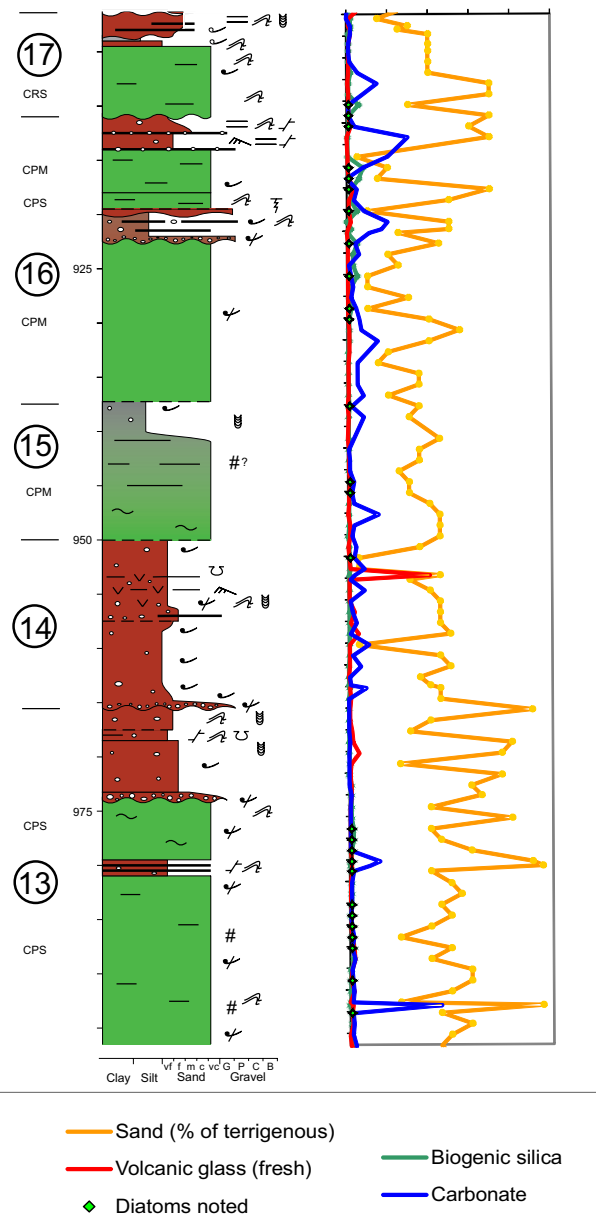 17
CRS
CPM
CPS
925
16
CPM
15
#?
CPM
950
14
975
CPS
13
CPS
#
#
vf f m c vc G P C B
Clay Silt Sand Gravel
Sand (% of terrigenous)
Volcanic glass (fresh)
Diatoms noted
Biogenic silica
Carbonate